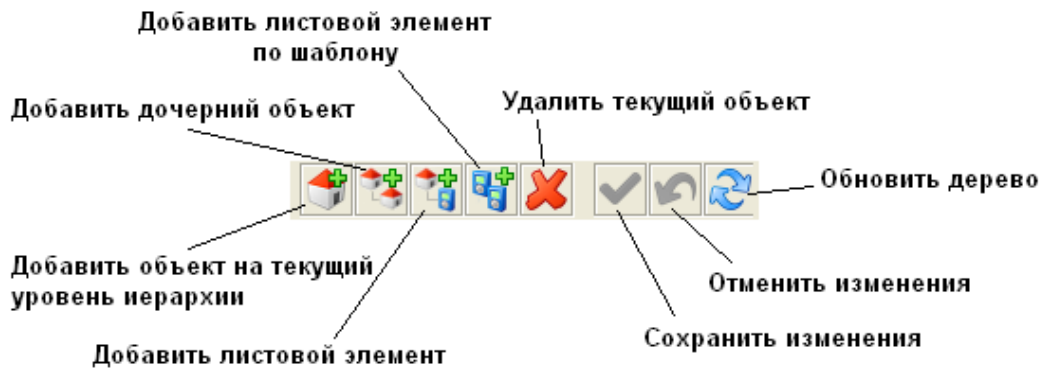 Добавить листовой элемент
по шаблону
Добавить дочерний объект
Удалить текущий объект
Обновить дерево
Добавить объект на текущий
уровень иерархии
Отменить изменения
Сохранить изменения
Добавить листовой элемент